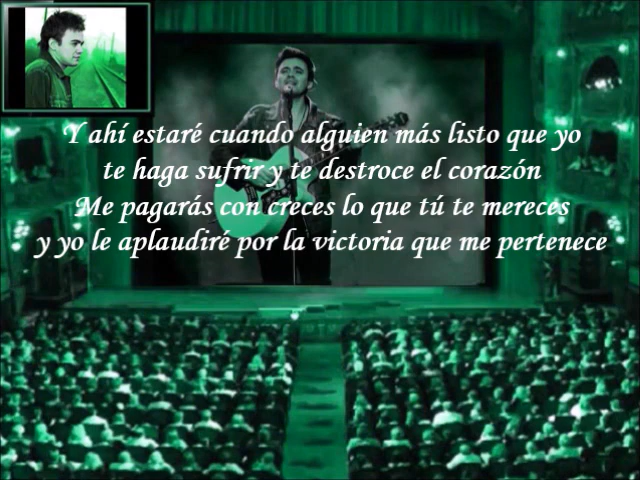 Y ahí estaré cuando alguien más listo que yo
te haga sufrir y te destroce el corazón
Me pagarás con creces lo que tú te mereces
y yo le aplaudiré por la victoria que me pertenece